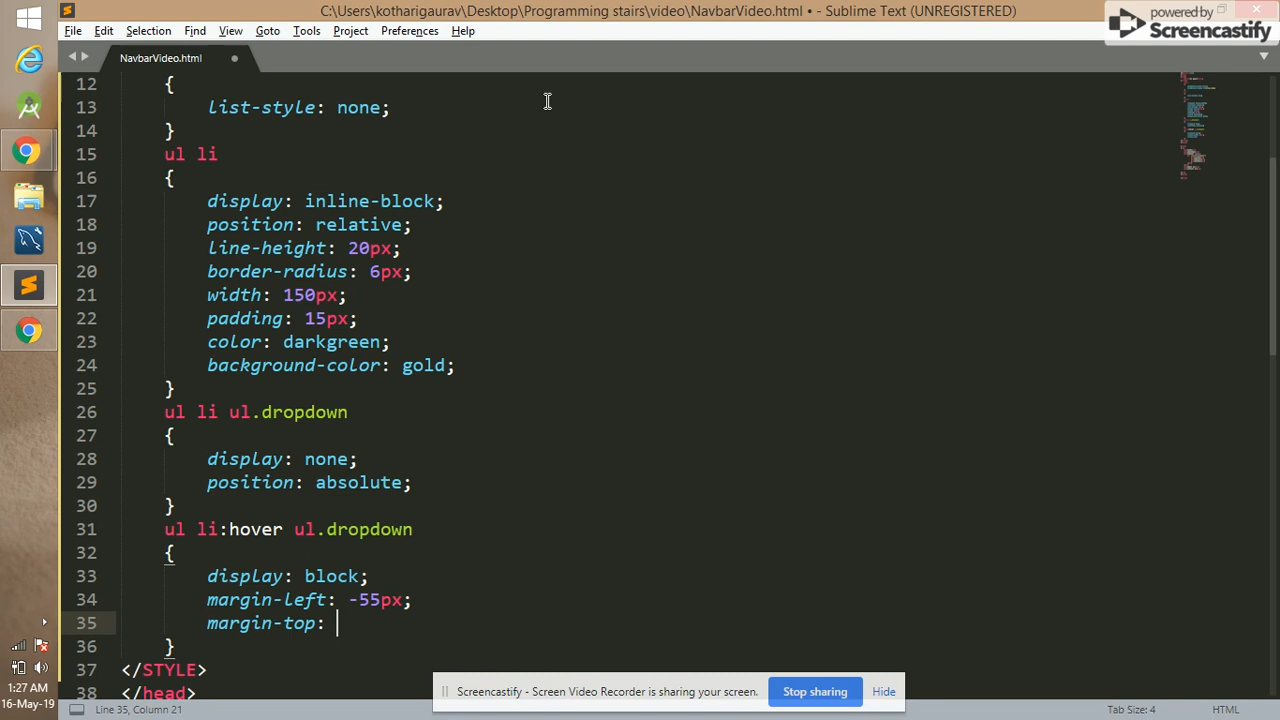 C:\Users\kotharigaurav\Desktop\Programming stairs\video\NavbarVideo.html • - Sublime Text (UNREGISTERED)
powered by
Screencastify
File Edit Selection Find View Goto Tools Project Preferences Help
NavbarVideo.html
12 {
13 list-style: none;
14 }
15 ul li
16 {
17 display: inline-block;
18 position: relative;
19 line-height: 20px;
20 border-radius: 6px;
21 width: 150px;
22 padding: 15px;
23 color: darkgreen;
24 background-color: gold;
25 }
26 ul li ul.dropdown
27 {
28 display: none;
29 position: absolute;
30 }
31 ul li:hover ul.dropdown
32 {
33 display: block;
34 margin-left: -55px;
35 margin-top:
36 }
37 </STYLE>
38 </head>
Screencastify - Screen Video Recorder is sharing your screen. Stop sharing Hide
1:27 AM
16-May-19
Line 35, Column 21 Tab Size: 4 HTML